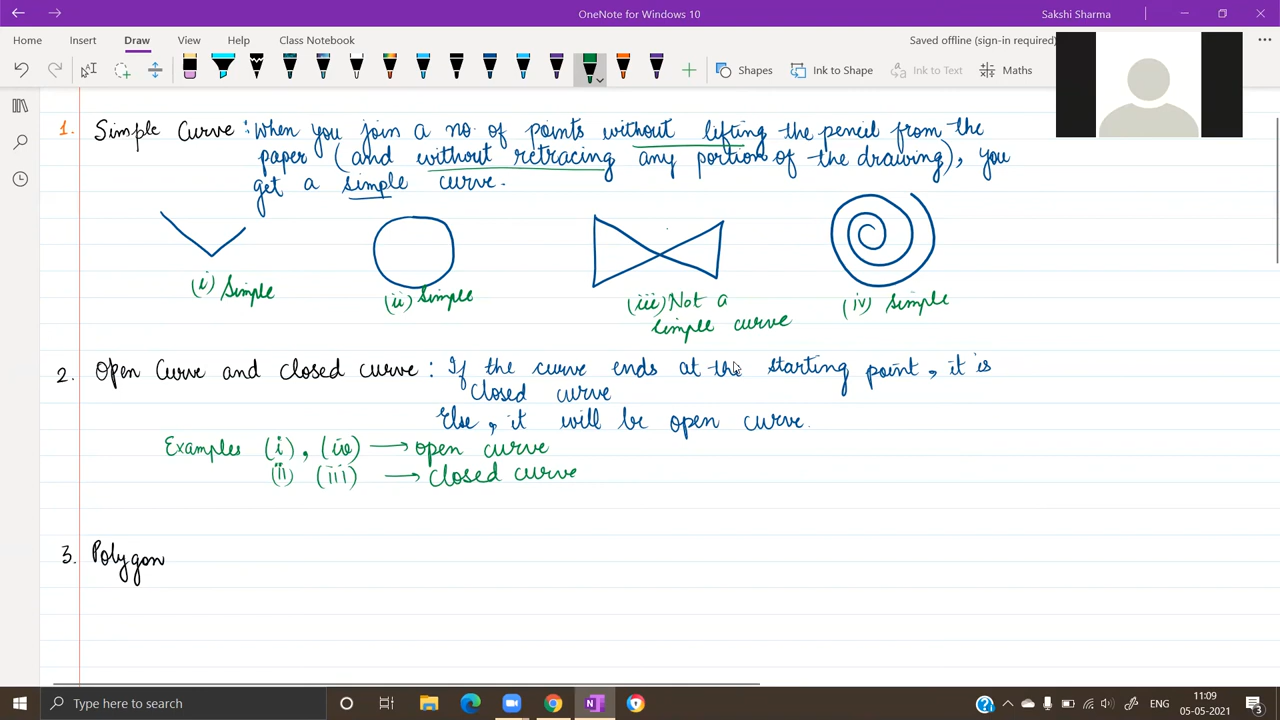 OneNote for Windows 10
Sakshi Sharma
Home Insert Draw View Help Class Notebook
Saved offline (sign-in required)
Shapes Ink to Shape Ink to Text Maths
1. Simple Curve : When you join a no. of points without lifting the pencil from the
paper (and without retracing any portion of the drawing), you
get a simple curve.
(i) Simple
(ii) Simple
(iii) Not a
simple curve
(iv) Simple
2. Open Curve and closed curve : If the curve ends at the starting point, it is
closed curve
Else, it will be open curve.
Examples (i), (iv) → open curve
(ii) (iii) → closed curve
3. Polygon
Type here to search
ENG
11:09
05-05-2021
3